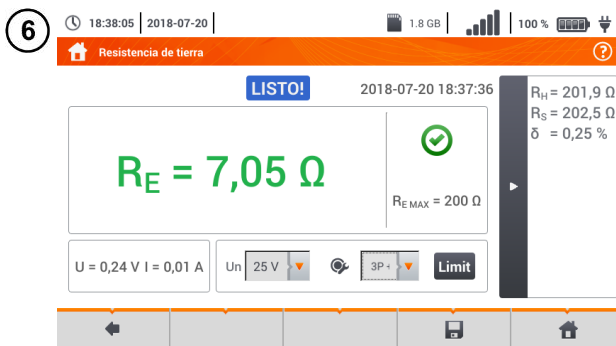 6
18:38:05 2018-07-20 1.8 GB 100 %
Resistencia de tierra ?
LISTO! 2018-07-20 18:37:36
RE = 7,05 Ω
RE MAX = 200 Ω
U = 0,24 V I = 0,01 A
Un 25 V 3P+ Limit
RH = 201,9 Ω
RS = 202,5 Ω
δ = 0,25 %